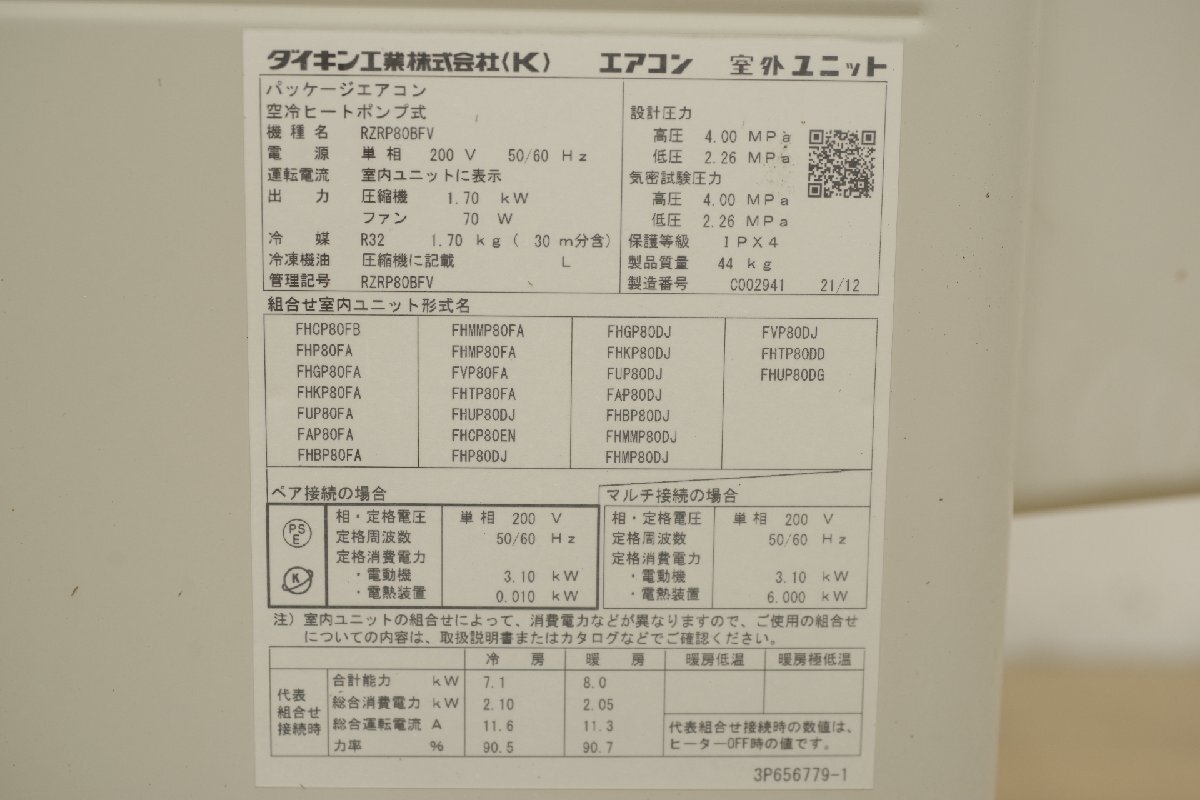 ダイキン工業株式会社(K) エアコン 室外ユニット
パッケージエアコン
空冷ヒートポンプ式
機種名 RZRP80BFV
電源 単相 200 V 50/60 Hz
運転電流 室内ユニットに表示
出力 圧縮機 1.70 kW
ファン 70 W
冷媒 R32 1.70 kg ( 30 m分含)
冷凍機油 圧縮機に記載 L
管理記号 RZRP80BFV
設計圧力
高圧 4.00 MPa
低圧 2.26 MPa
気密試験圧力
高圧 4.00 MPa
低圧 2.26 MPa
保護等級 IPX4
製品質量 44 kg
製造番号 C002941 21/12
組合せ室内ユニット形式名
FHCP80FB FHMMP80FA FHGP80DJ FVP80DJ
FHP80FA FHMP80FA FHKP80DJ FHTP80DD
FHGP80FA FVP80FA FUP80DJ FHUP80DG
FHKP80FA FHTP80FA FAP80DJ
FUP80FA FHUP80DJ FHBP80DJ
FAP80FA FHCP80EN FHMMP80DJ
FHBP80FA FHP80DJ FHMP80DJ
ペア接続の場合
PS
E
K
相・定格電圧 単相 200 V
定格周波数 50/60 Hz
定格消費電力
・電動機 3.10 kW
・電熱装置 0.010 kW
マルチ接続の場合
相・定格電圧 単相 200 V
定格周波数 50/60 Hz
定格消費電力
・電動機 3.10 kW
・電熱装置 6.000 kW
注) 室内ユニットの組合せによって、消費電力などが異なりますので、ご使用の組合せ
についての内容は、取扱説明書またはカタログなどでご確認ください。
冷房 暖房 暖房低温 暖房極低温
代表
組合せ
接続時
合計能力 kW 7.1 8.0
総合消費電力 kW 2.10 2.05
総合運転電流 A 11.6 11.3
力率 % 90.5 90.7
代表組合せ接続時の数値は、
ヒーターOFF時の値です。
3P656779-1